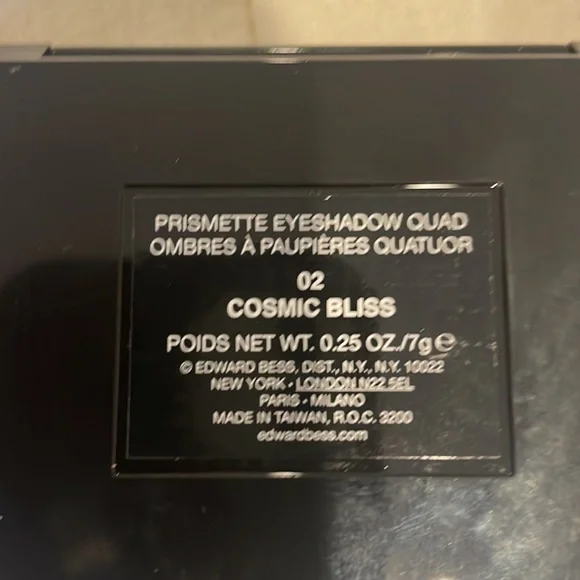 PRISMETTE EYESHADOW QUAD
OMBRES À PAUPIÈRES QUATUOR
02
COSMIC BLISS
POIDS NET WT. 0.25 OZ./7g ℮
© EDWARD BESS, DIST., N.Y., N.Y. 10022
NEW YORK - LONDON N22 5EL
PARIS - MILANO
MADE IN TAIWAN, R.O.C. 3200
edwardbess.com